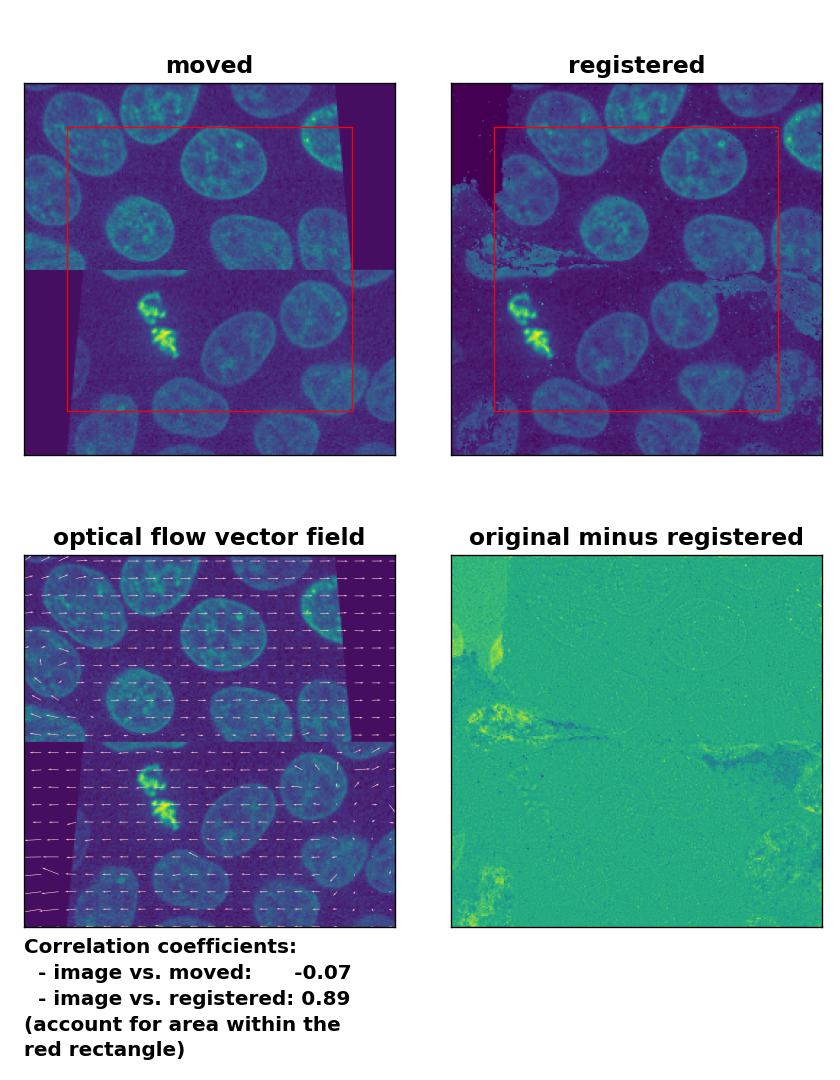 moved
registered
optical flow vector field
original minus registered
Correlation coefficients:
- image vs. moved: -0.07
- image vs. registered: 0.89
(account for area within the
red rectangle)